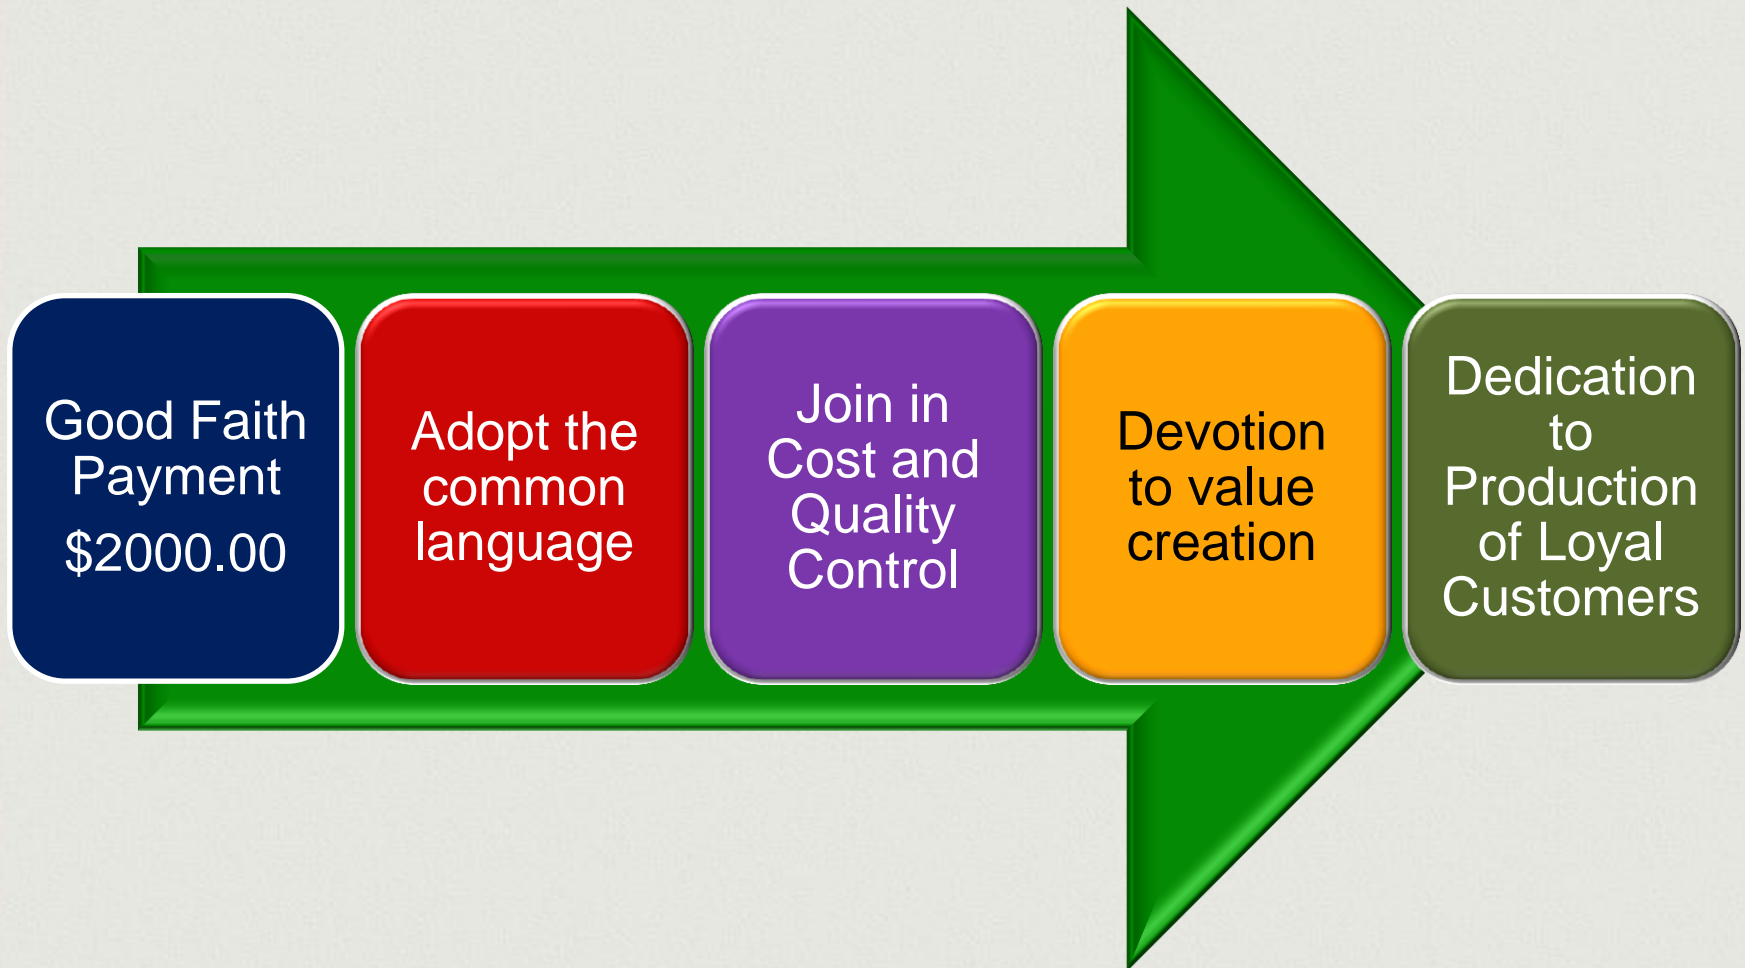 Good Faith
Payment
$2000.00
Adopt the
common
language
Join in
Cost and
Quality
Control
Devotion
to value
creation
Dedication
to
Production
of Loyal
Customers